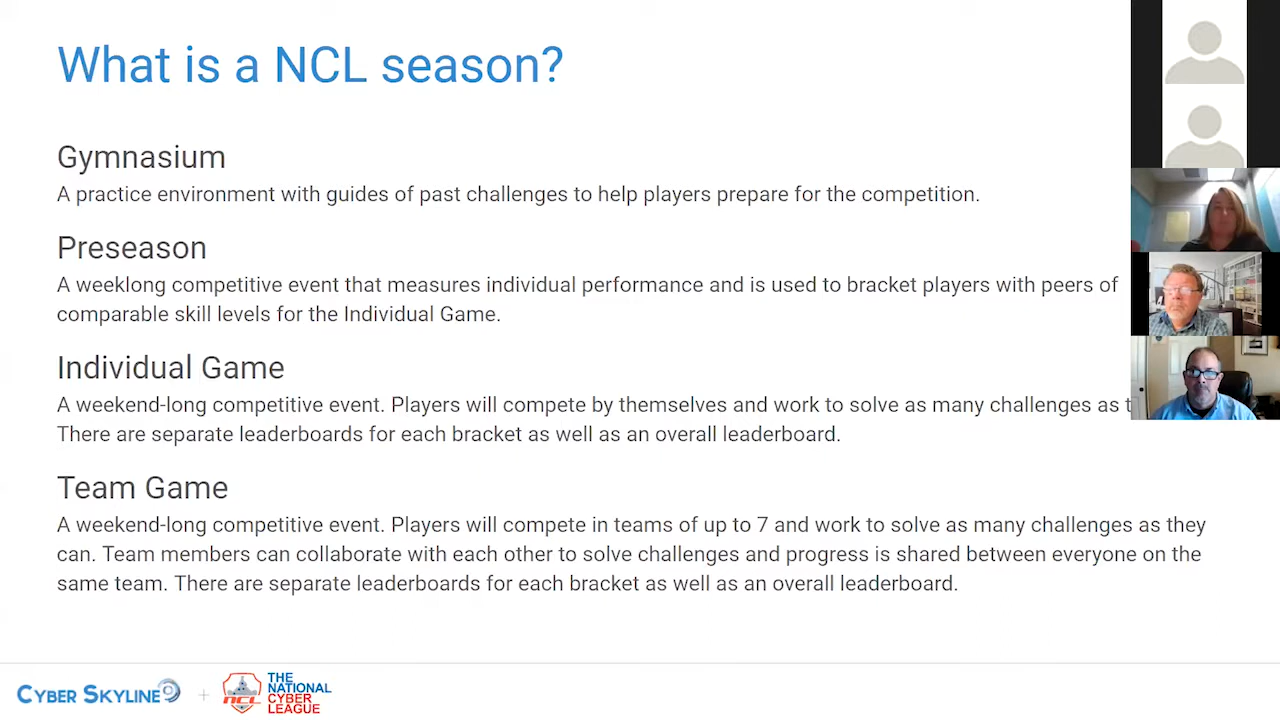 What is a NCL season?
Gymnasium
A practice environment with guides of past challenges to help players prepare for the competition.
Preseason
A weeklong competitive event that measures individual performance and is used to bracket players with peers of
comparable skill levels for the Individual Game.
Individual Game
A weekend-long competitive event. Players will compete by themselves and work to solve as many challenges as
There are separate leaderboards for each bracket as well as an overall leaderboard.
Team Game
A weekend-long competitive event. Players will compete in teams of up to 7 and work to solve as many challenges as they
can. Team members can collaborate with each other to solve challenges and progress is shared between everyone on the
same team. There are separate leaderboards for each bracket as well as an overall leaderboard.
CYBER SKYLINE + NCL THE
NATIONAL
CYBER
LEAGUE